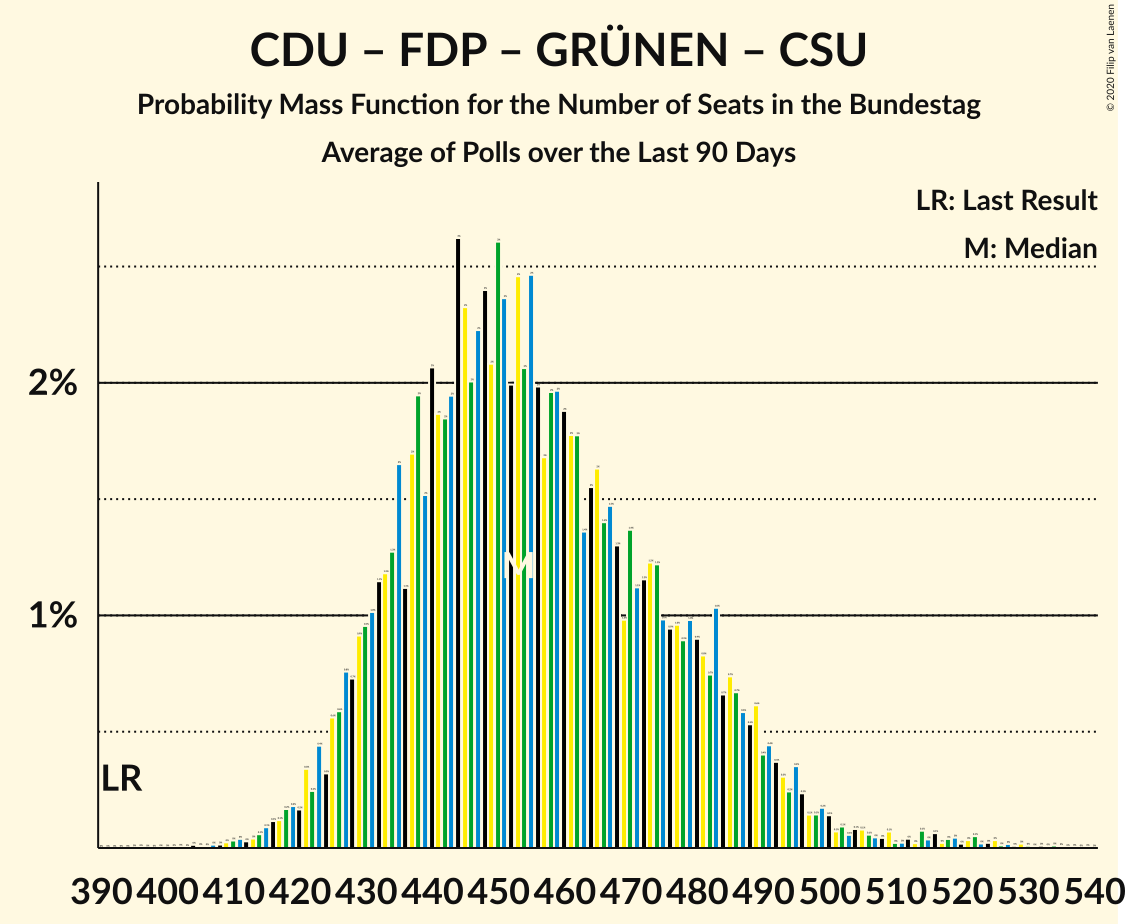 CDU – FDP – GRÜNEN – CSU
Probability Mass Function for the Number of Seats in the Bundestag
Average of Polls over the Last 90 Days
© 2020 Filip van Laenen
LR: Last Result
M: Median
2%
1%
M
LR
390 400 410 420 430 440 450 460 470 480 490 500 510 520 530 540